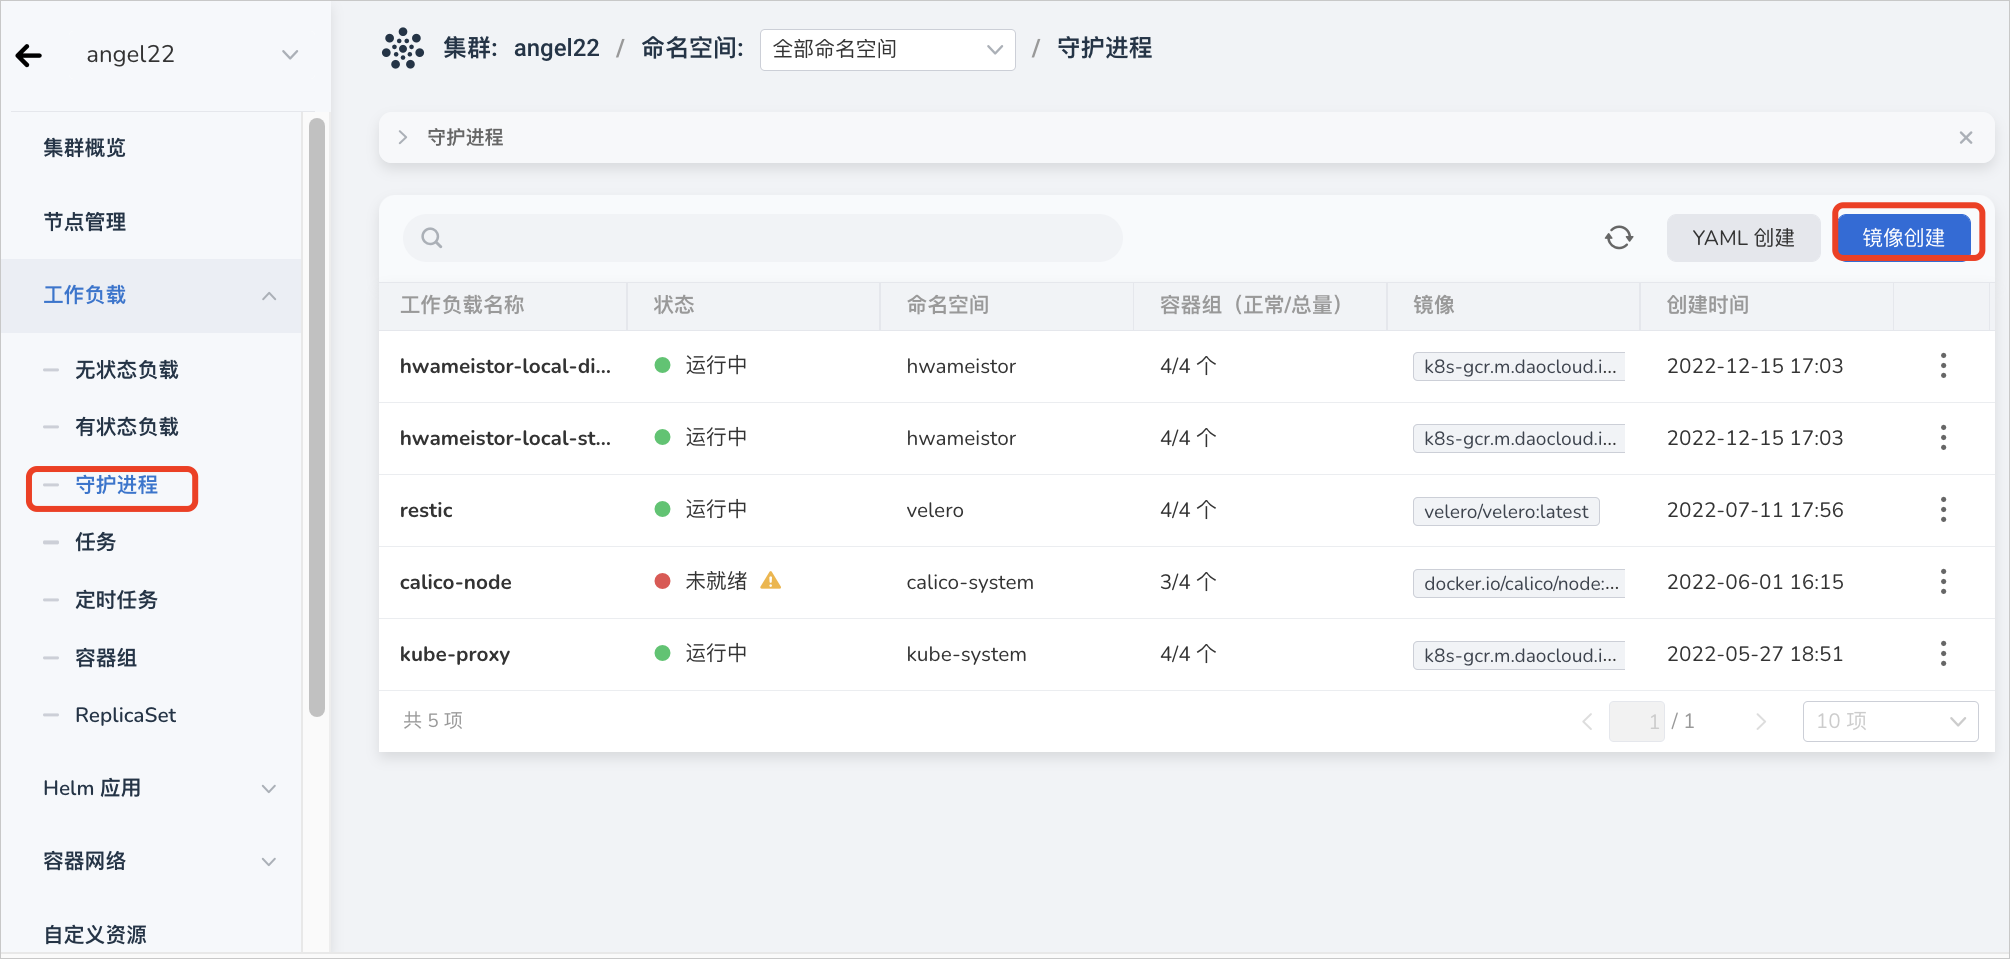 angel22
集群: angel22 / 命名空间: 全部命名空间 / 守护进程
集群概览
节点管理
工作负载
无状态负载
有状态负载
守护进程
任务
定时任务
容器组
ReplicaSet
Helm 应用
容器网络
自定义资源
守护进程
YAML 创建
镜像创建
工作负载名称 状态 命名空间 容器组（正常/总量） 镜像 创建时间
hwameistor-local-di... 运行中 hwameistor 4/4 个 k8s-gcr.m.daocloud.i... 2022-12-15 17:03
hwameistor-local-st... 运行中 hwameistor 4/4 个 k8s-gcr.m.daocloud.i... 2022-12-15 17:03
restic 运行中 velero 4/4 个 velero/velero:latest 2022-07-11 17:56
calico-node 未就绪 calico-system 3/4 个 docker.io/calico/node:... 2022-06-01 16:15
kube-proxy 运行中 kube-system 4/4 个 k8s-gcr.m.daocloud.i... 2022-05-27 18:51
共 5 项
1 / 1
10 项